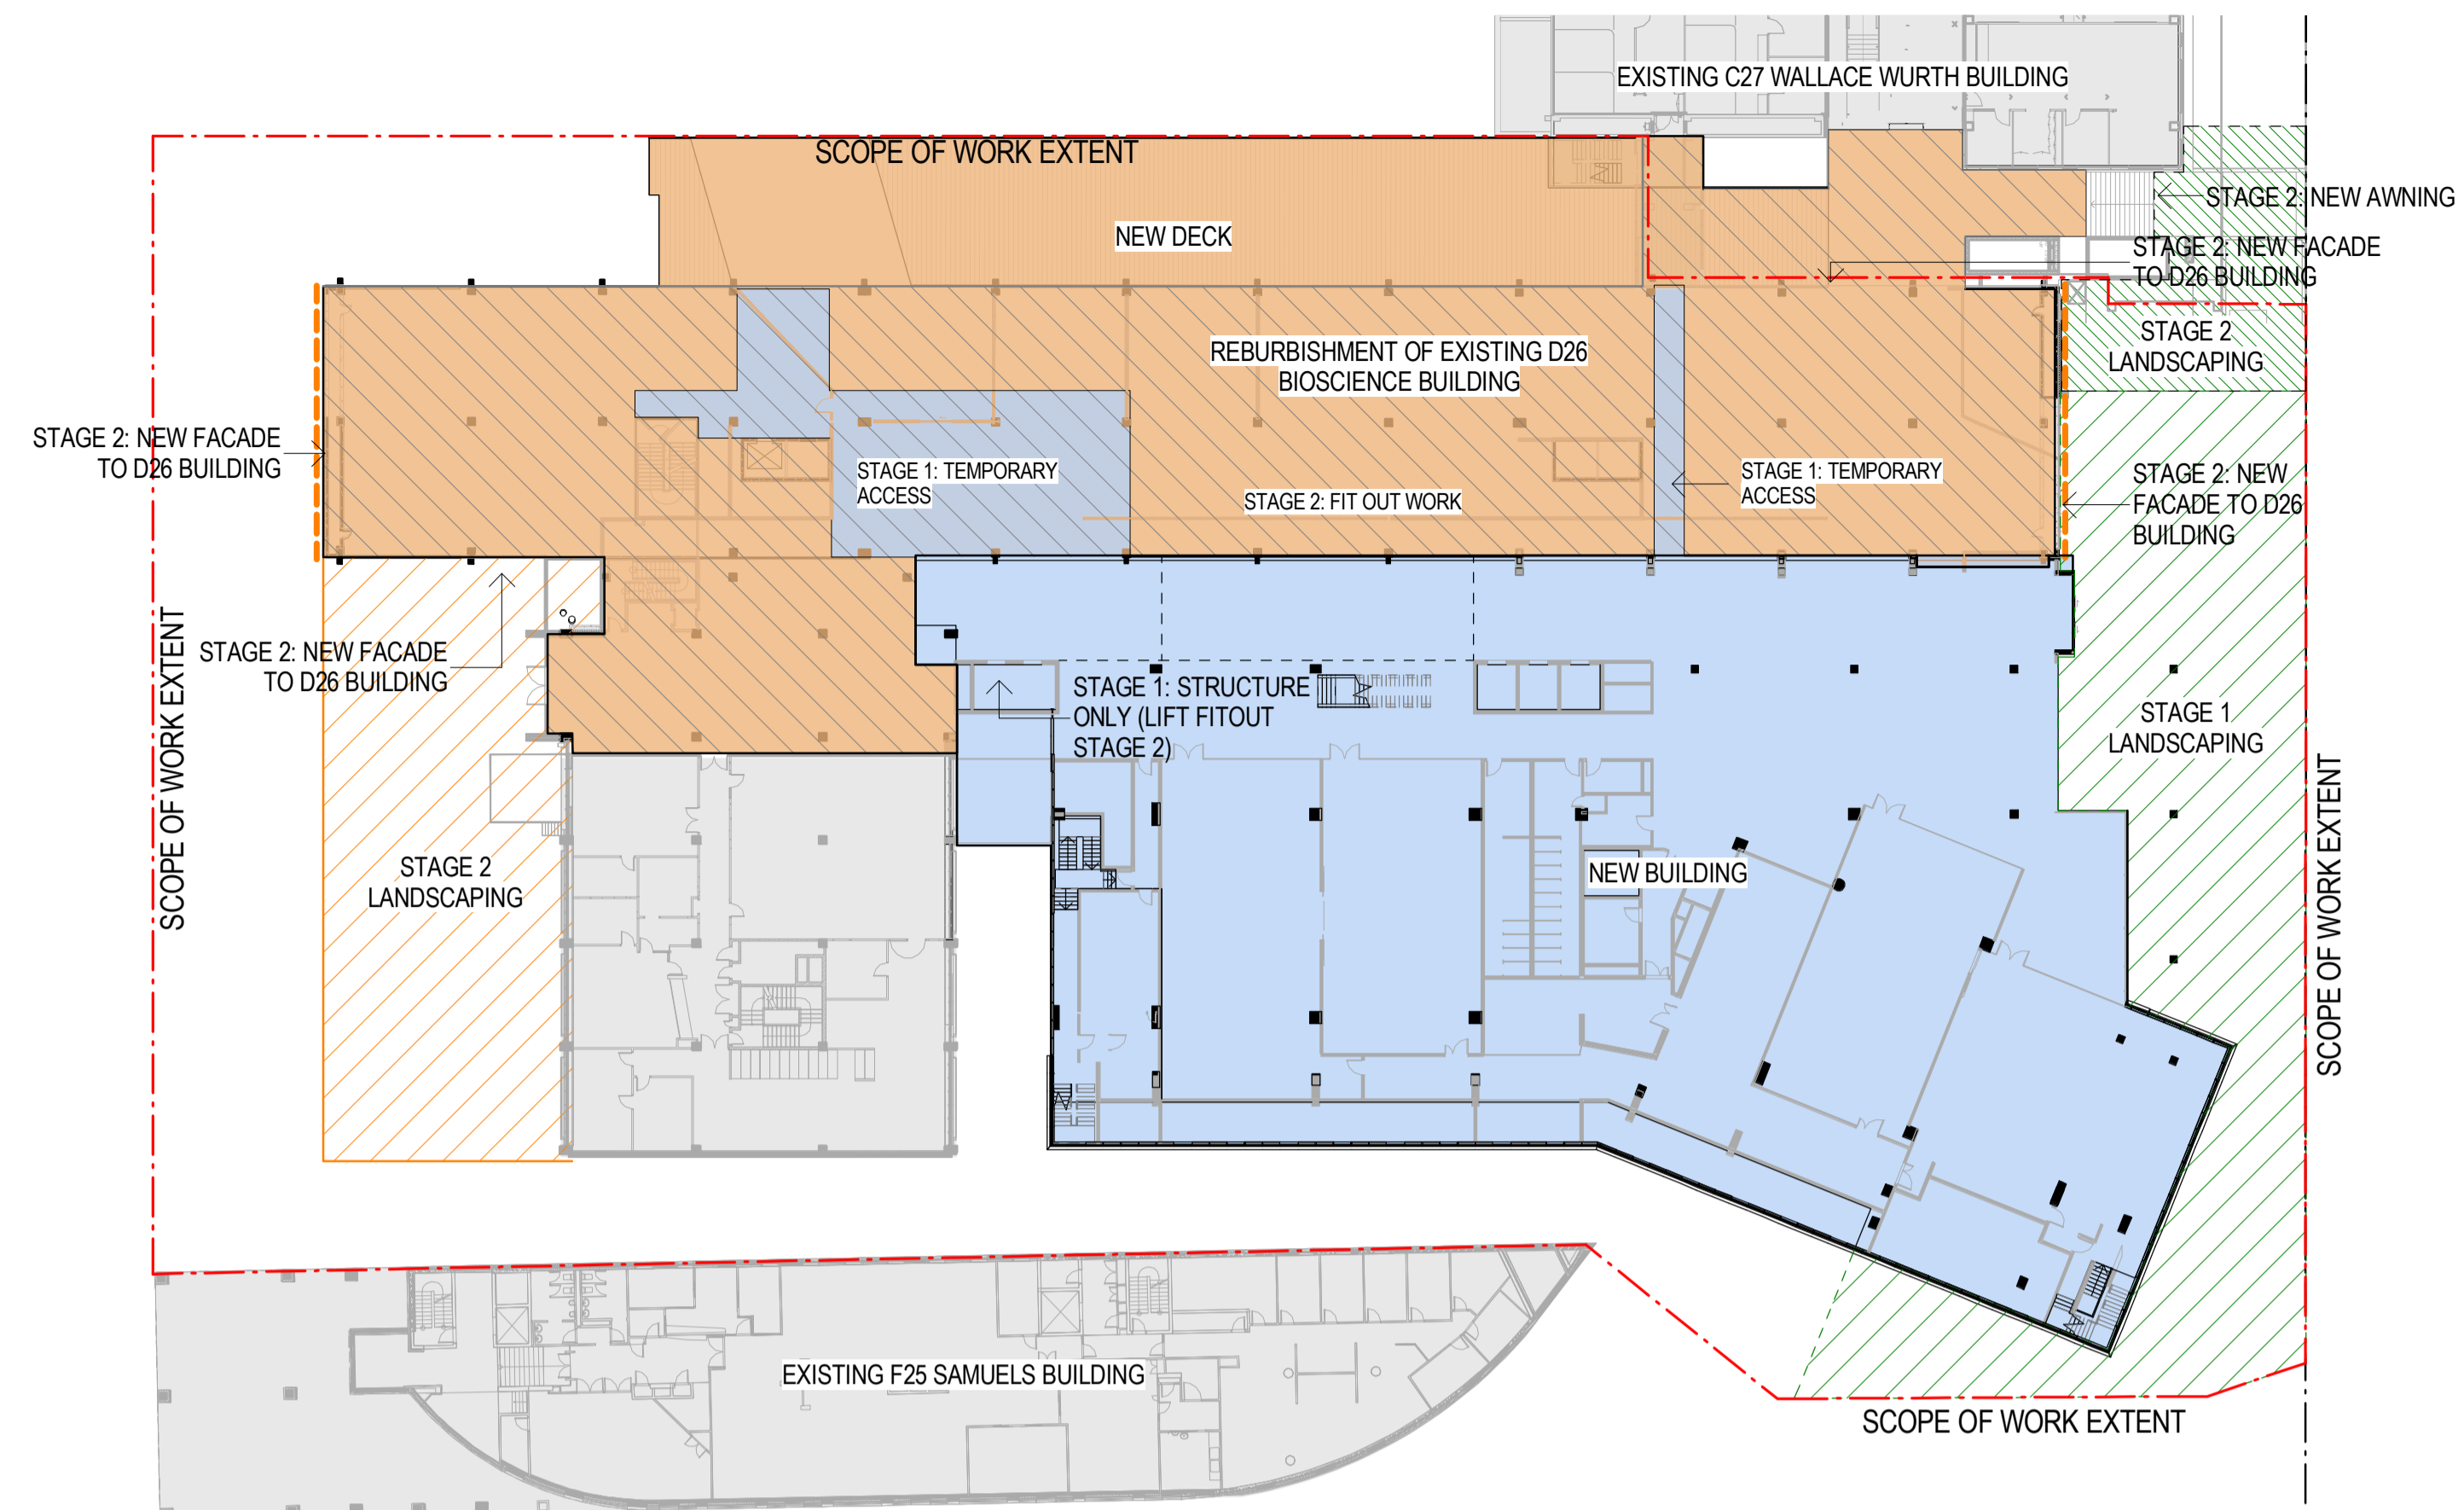 EXISTING C27 WALLACE WURTH BUILDING
SCOPE OF WORK EXTENT
STAGE 2: NEW AWNING
NEW DECK
STAGE 2: NEW FACADE
TO D26 BUILDING
STAGE 2
LANDSCAPING
REBURBISHMENT OF EXISTING D26
BIOSCIENCE BUILDING
STAGE 2: NEW FACADE
TO D26 BUILDING
STAGE 1: TEMPORARY
ACCESS
STAGE 2: FIT OUT WORK
STAGE 1: TEMPORARY
ACCESS
STAGE 2: NEW
FACADE TO D26
BUILDING
SCOPE OF WORK EXTENT
STAGE 2: NEW FACADE
TO D26 BUILDING
STAGE 1: STRUCTURE
ONLY (LIFT FITOUT
STAGE 2)
STAGE 1
LANDSCAPING
SCOPE OF WORK EXTENT
STAGE 2
LANDSCAPING
NEW BUILDING
EXISTING F25 SAMUELS BUILDING
SCOPE OF WORK EXTENT